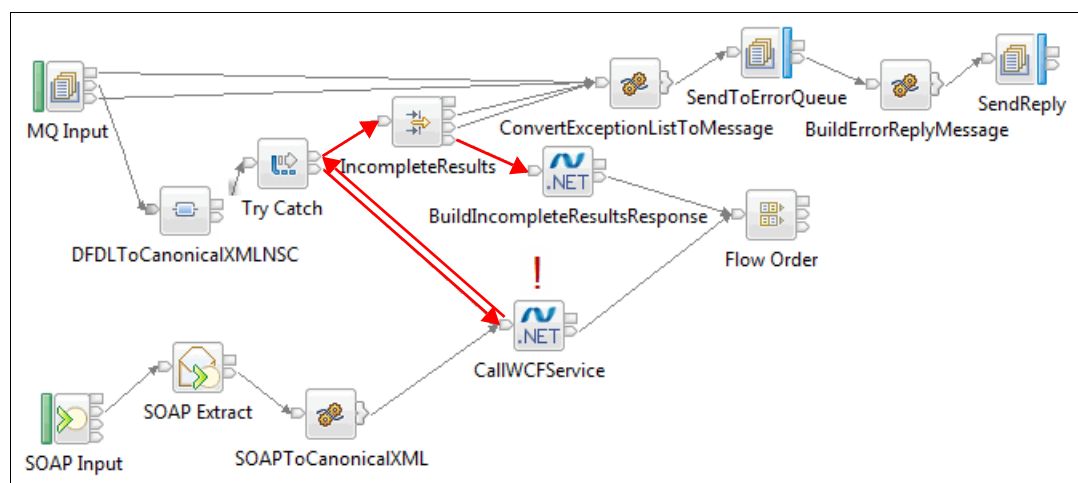 MQ Input
ConvertExceptionListToMessage
SendToErrorQueue
BuildErrorReplyMessage
SendReply
Try Catch
IncompleteResults
.NET
BuildIncompleteResultsResponse
Flow Order
DFDLToCanonicalXMLNSC
!
.NET
CallWCFService
SOAP Extract
SOAP Input
SOAPToCanonicalXML